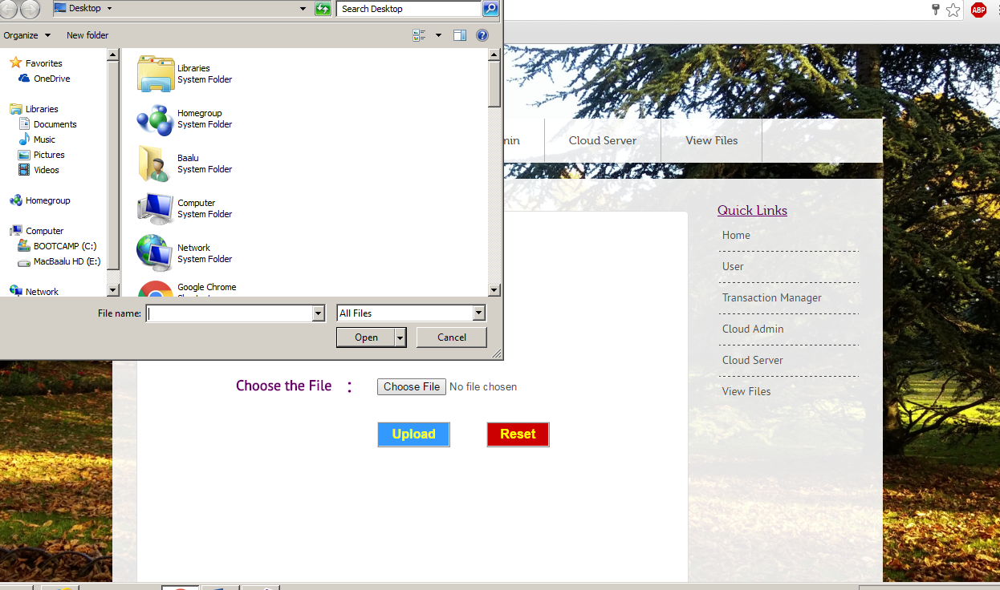 Desktop
Search Desktop
ABP
Organize
New folder
Favorites
OneDrive
Libraries
Documents
Music
Pictures
Videos
Homegroup
Computer
BOOTCAMP (C:)
MacBaalu HD (E:)
Network
Libraries
System Folder
Homegroup
System Folder
Baalu
System Folder
Computer
System Folder
Network
System Folder
Google Chrome
File name:
All Files
Open
Cancel
Cloud Server
View Files
Quick Links
Home
User
Transaction Manager
Cloud Admin
Cloud Server
View Files
Choose the File :
Choose File No file chosen
Upload
Reset